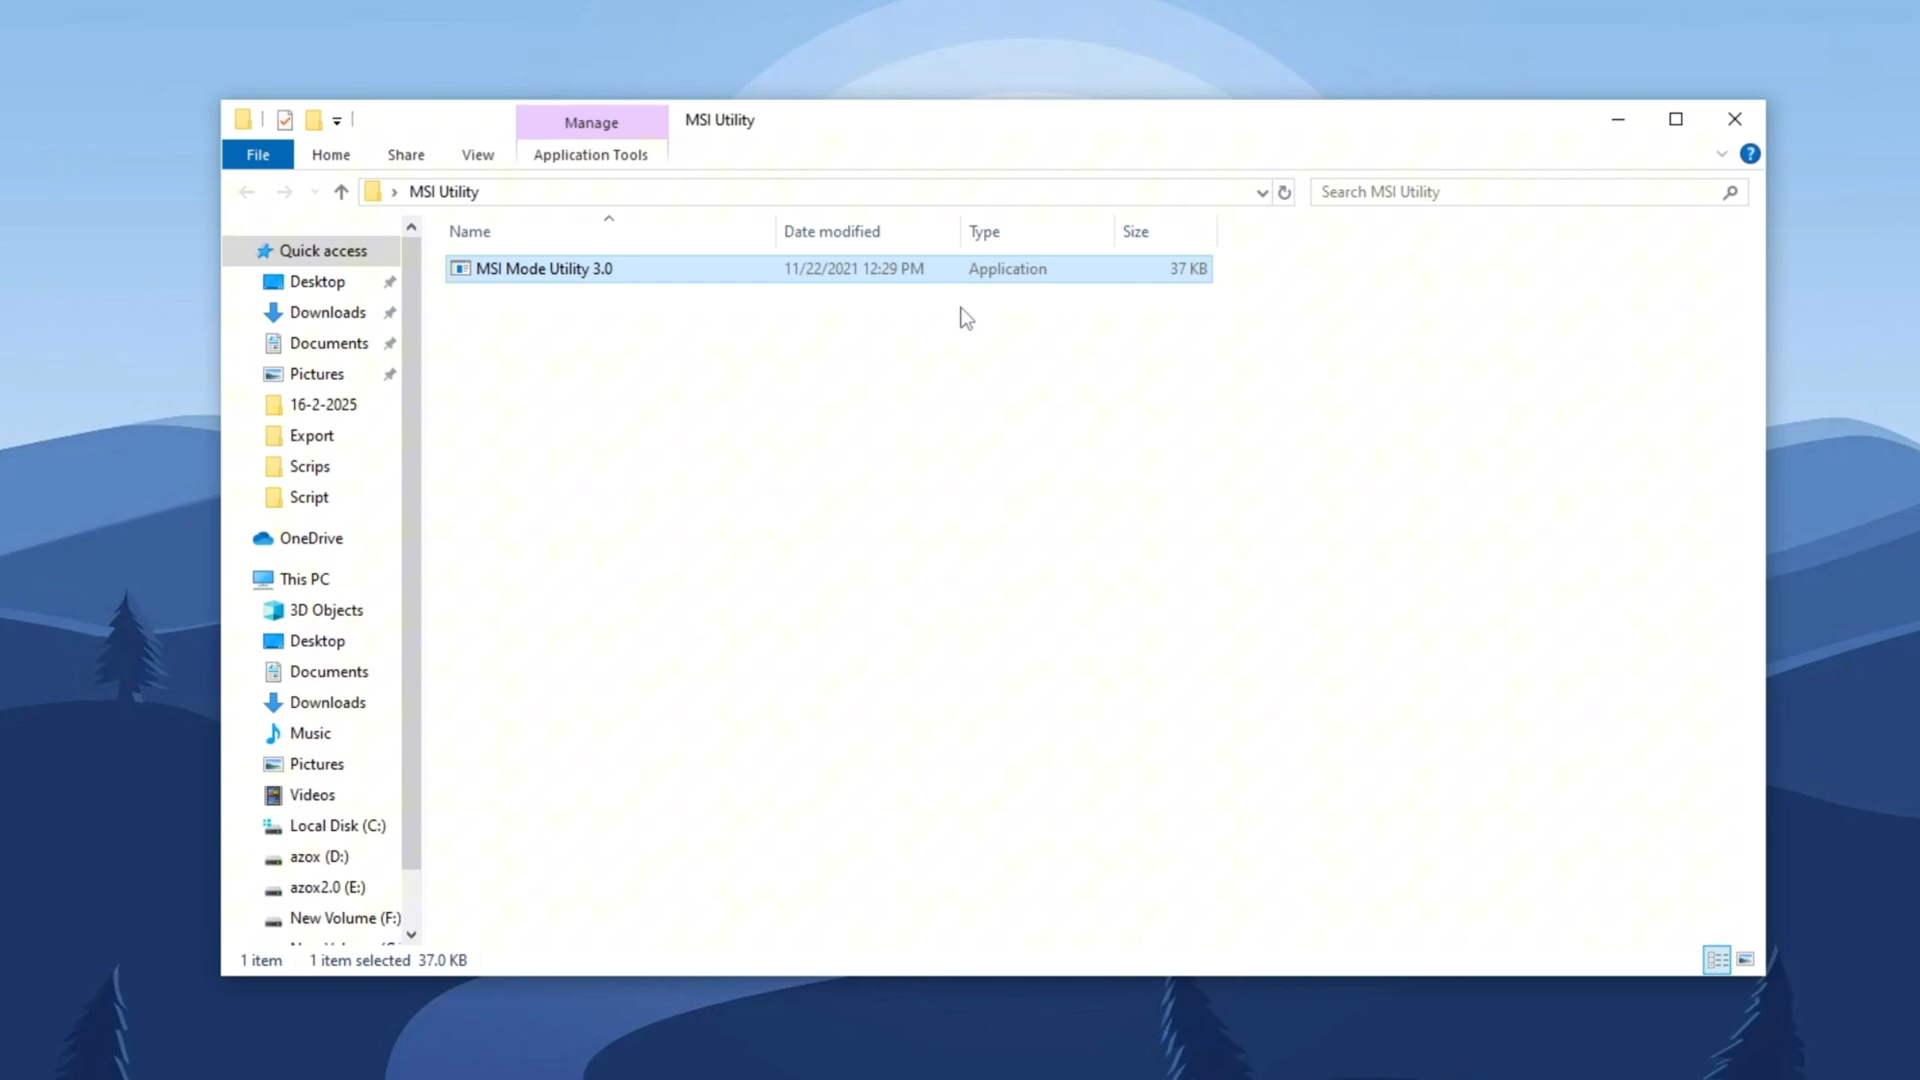 Manage
MSI Utility
File
Home
Share
View
Application Tools
MSI Utility
Search MSI Utility
Name
Date modified
Type
Size
MSI Mode Utility 3.0
11/22/2021 12:29 PM
Application
37 KB
Quick access
Desktop
Downloads
Documents
Pictures
16-2-2025
Export
Scrips
Script
OneDrive
This PC
3D Objects
Desktop
Documents
Downloads
Music
Pictures
Videos
Local Disk (C:)
azox (D:)
azox2.0 (E:)
New Volume (F:)
1 item
1 item selected 37.0 KB